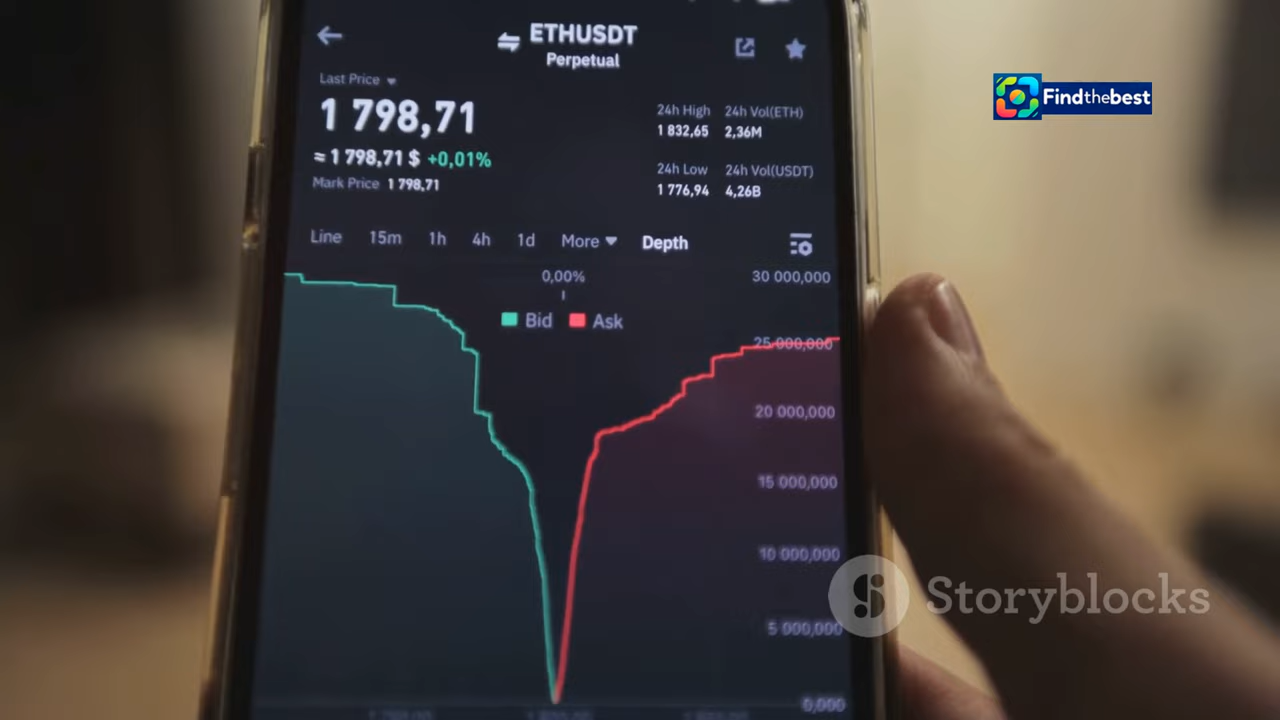 ETHUSDT
Perpetual
Last Price
1 798,71
≈ 1 798,71 $ +0,01%
Mark Price 1 798,71
24h High 24h Vol(ETH)
1 832,65 2,36M
24h Low 24h Vol(USDT)
1 776,94 4,26B
Line 15m 1h 4h 1d More Depth
0,00%
30 000,000
Bid Ask
25 000,000
20 000,000
15 000,000
10 000,000
5 000,000
0,000
Findthebest
Storyblocks